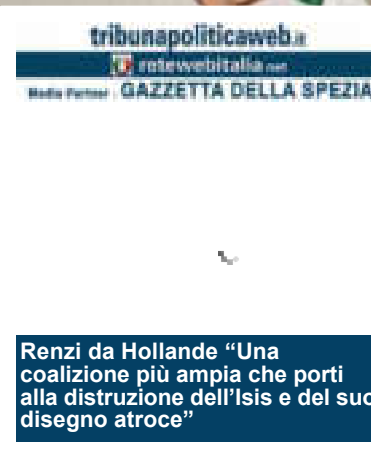 tribunapoliticaweb.it
retewebitalia.net
Media Partner : GAZZETTA DELLA SPEZIA
Renzi da Hollande “Una
coalizione più ampia che porti
alla distruzione dell’Isis e del suo
disegno atroce”